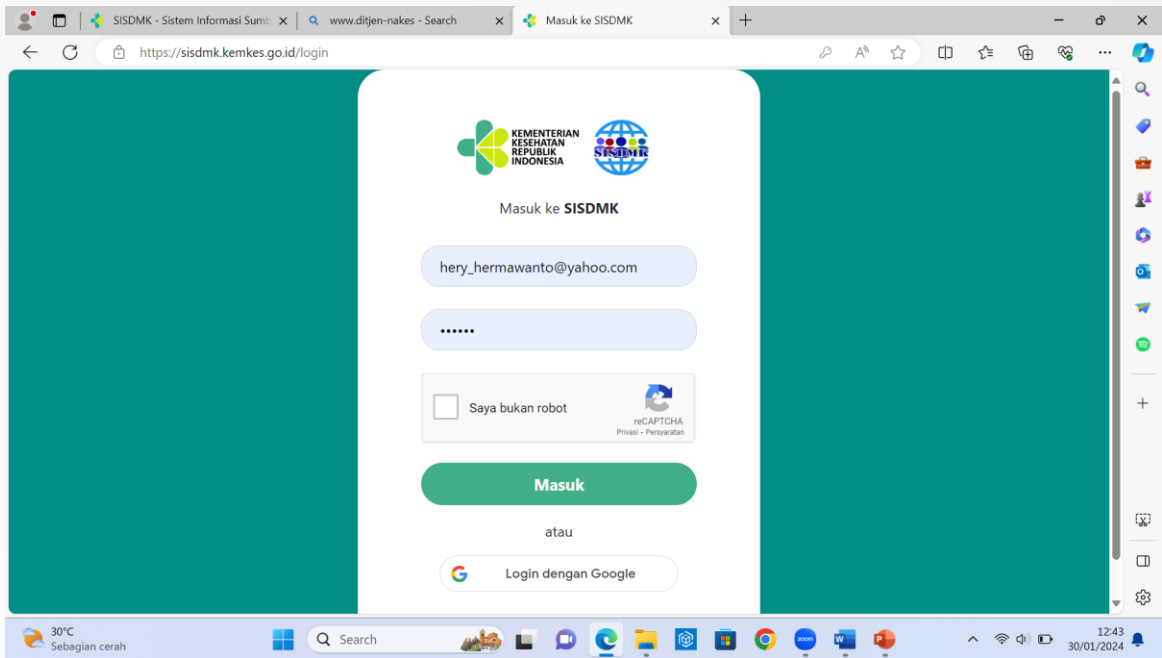 SISDMK - Sistem Informasi Sumb
www.ditjen-nakes - Search
Masuk ke SISDMK
https://sisdmk.kemkes.go.id/login
KEMENTERIAN
KESEHATAN
REPUBLIK
INDONESIA
SISDMK
Masuk ke SISDMK
hery_hermawanto@yahoo.com
••••••
Saya bukan robot
reCAPTCHA
Privasi - Persyaratan
Masuk
atau
Login dengan Google
30°C
Sebagian cerah
Search
zoom
12:43
30/01/2024